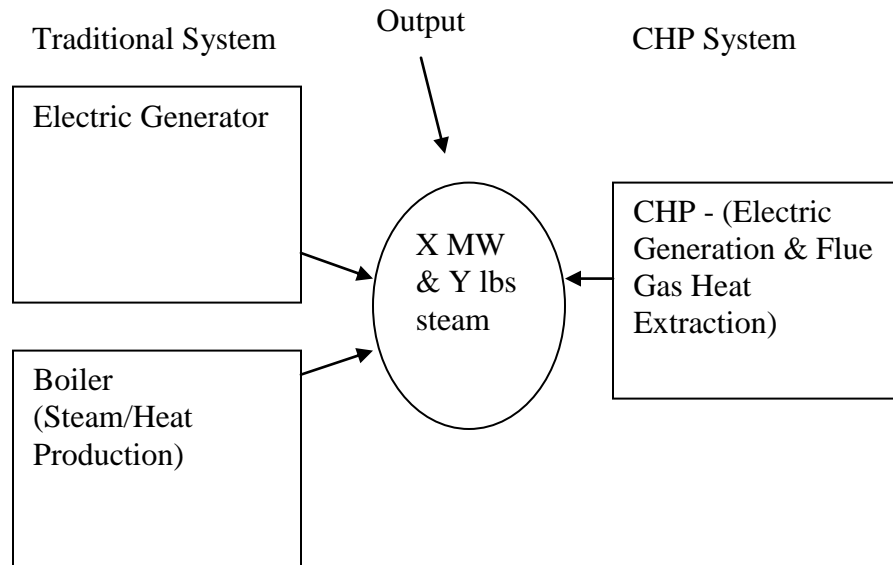 Traditional System
Output
CHP System
Electric Generator
X MW
& Y lbs
steam
CHP - (Electric
Generation & Flue
Gas Heat
Extraction)
Boiler
(Steam/Heat
Production)